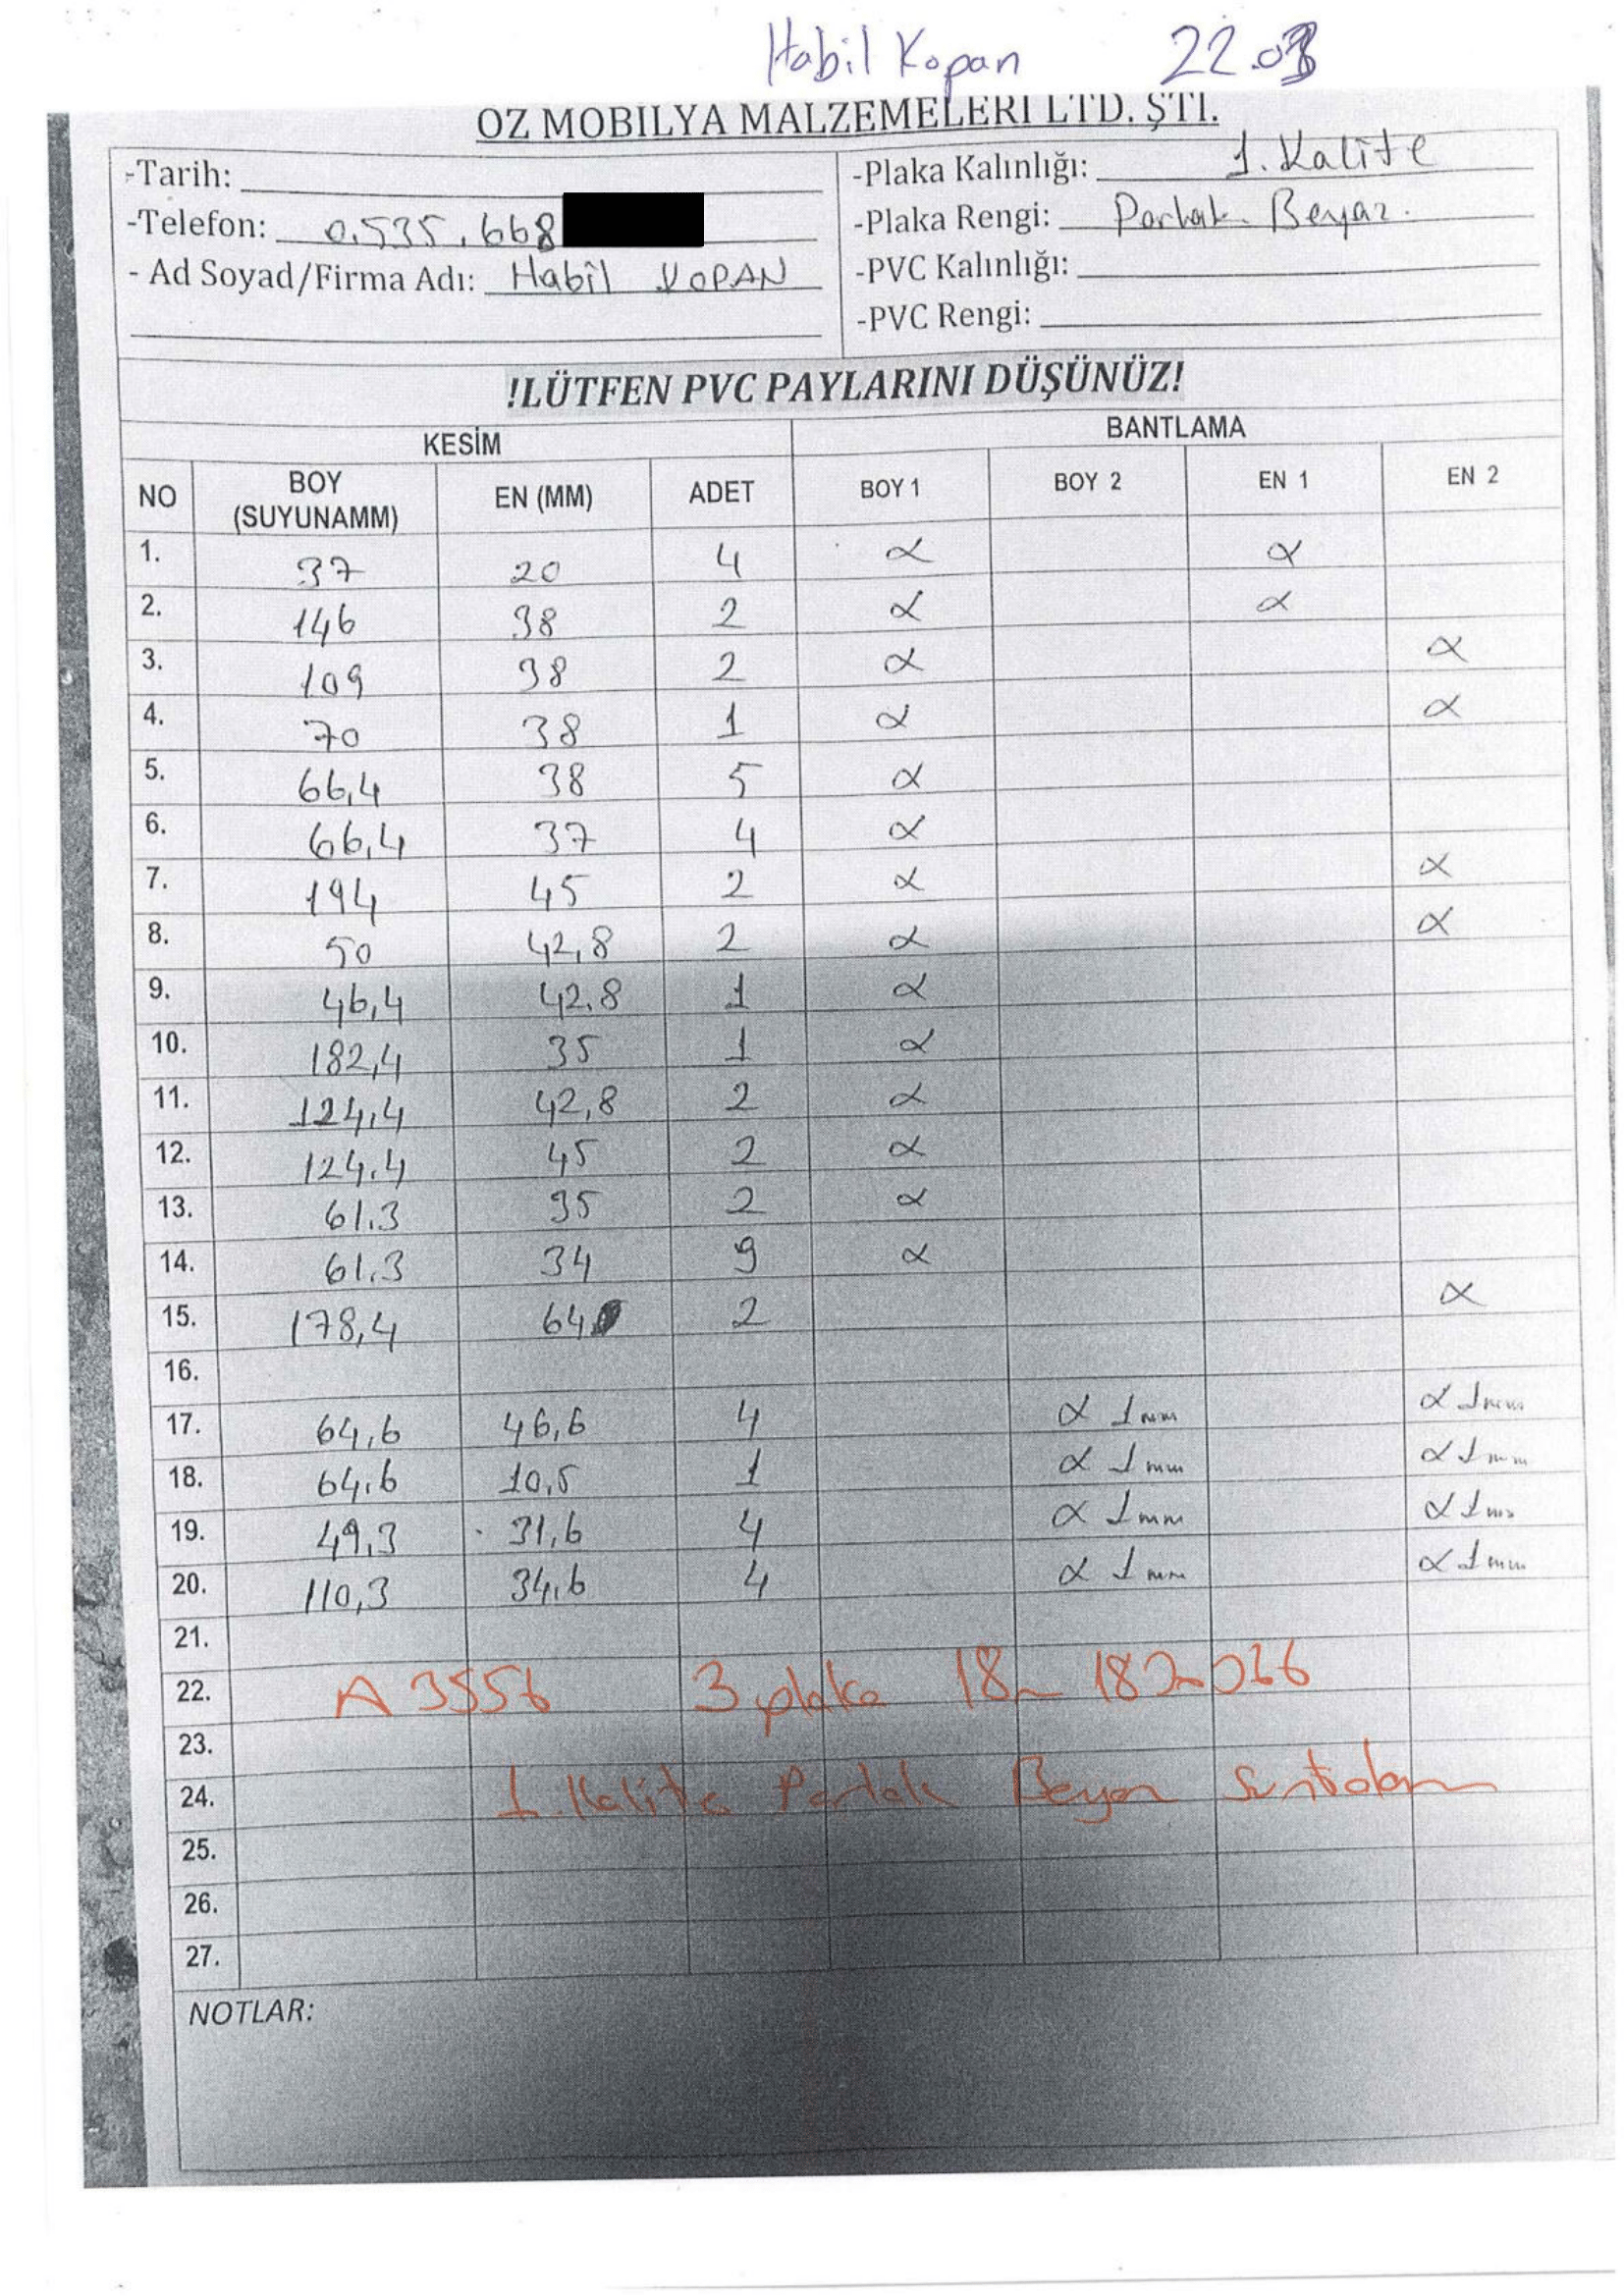 Habil Kopan 22.03
OZ MOBILYA MALZEMELERI LTD. ŞTI.
-Tarih:
-Telefon: 0.535.668
- Ad Soyad/Firma Adı: Habil KOPAN
-Plaka Kalınlığı: 1. Kalite
-Plaka Rengi: Parlak Beyaz.
-PVC Kalınlığı:
-PVC Rengi:
!LÜTFEN PVC PAYLARINI DÜŞÜNÜZ!
KESİM BANTLAMA
NO BOY (SUYUNAMM) EN (MM) ADET BOY 1 BOY 2 EN 1 EN 2
1. 37 20 4 α α
2. 146 38 2 α α
3. 109 38 2 α α
4. 70 38 1 α α
5. 66,4 38 5 α
6. 66,4 37 4 α
7. 194 45 2 α α
8. 50 42,8 2 α α
9. 46,4 42.8 1 α
10. 182,4 35 1 α
11. 124,4 42,8 2 α
12. 124.4 45 2 α
13. 61.3 35 2 α
14. 61.3 34 9 α
15. 178,4 64 2 α
16.
17. 64,6 46,6 4 α 1mm α 1mm
18. 64.6 10,5 1 α 1mm α 1mm
19. 49,3 31,6 4 α 1mm α 1mm
20. 110,3 34,6 4 α 1mm α 1mm
21.
22. A 3556 3 plaka 18
23.
24. 1. Kalite Parlak Beyaz Suntalam
25.
26.
27.
NOTLAR: